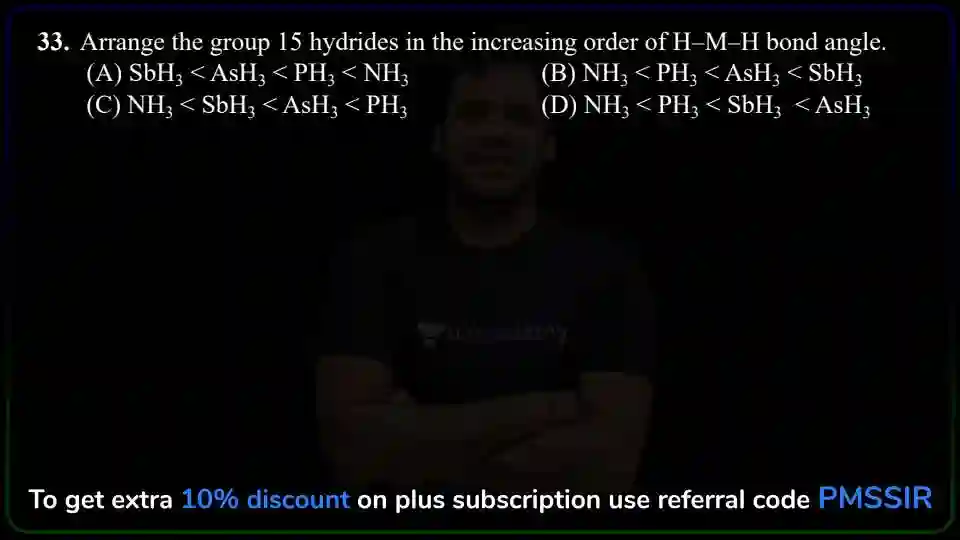 33. Arrange the group 15 hydrides in the increasing order of H–M–H bond angle.
(A) SbH₃ < AsH₃ < PH₃ < NH₃ (B) NH₃ < PH₃ < AsH₃ < SbH₃
(C) NH₃ < SbH₃ < AsH₃ < PH₃ (D) NH₃ < PH₃ < SbH₃ < AsH₃
To get extra 10% discount on plus subscription use referral code PMSSIR